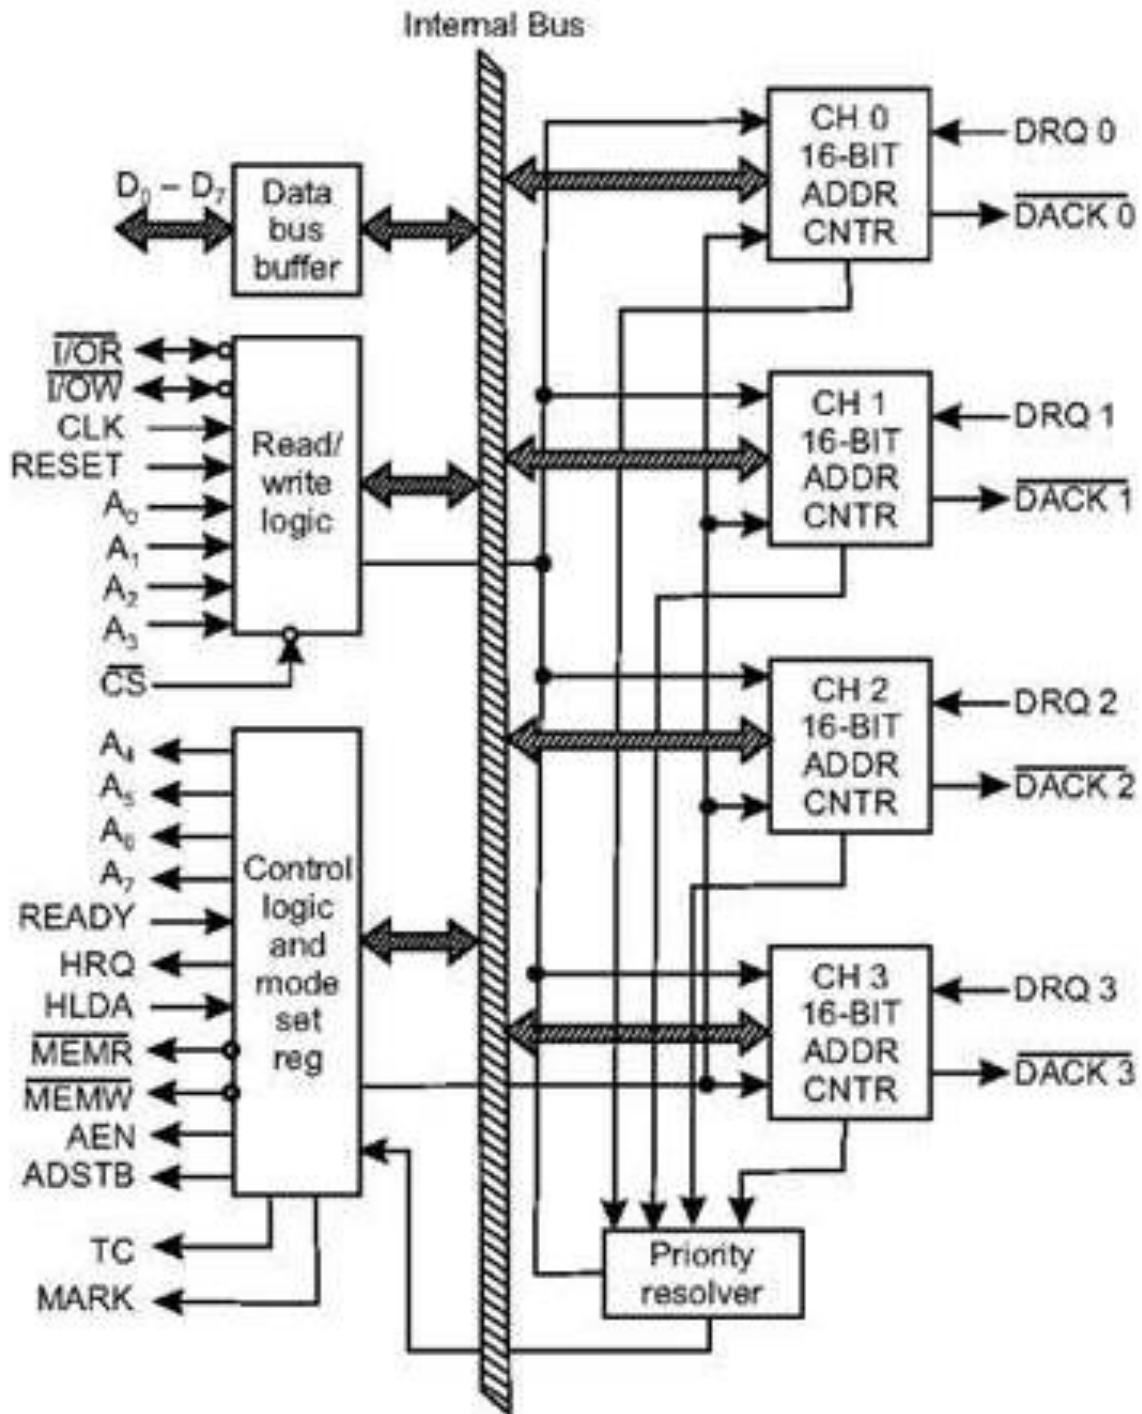 Internal Bus
D₀ – D₇
Data
bus
buffer
I/OR
I/OW
CLK
RESET
A₀
A₁
A₂
A₃
CS
Read/
write
logic
A₄
A₅
A₆
A₇
READY
HRQ
HLDA
MEMR
MEMW
AEN
ADSTB
TC
MARK
Control
logic
and
mode
set
reg
CH 0
16-BIT
ADDR
CNTR
DRQ 0
DACK 0
CH 1
16-BIT
ADDR
CNTR
DRQ 1
DACK 1
CH 2
16-BIT
ADDR
CNTR
DRQ 2
DACK 2
CH 3
16-BIT
ADDR
CNTR
DRQ 3
DACK 3
Priority
resolver